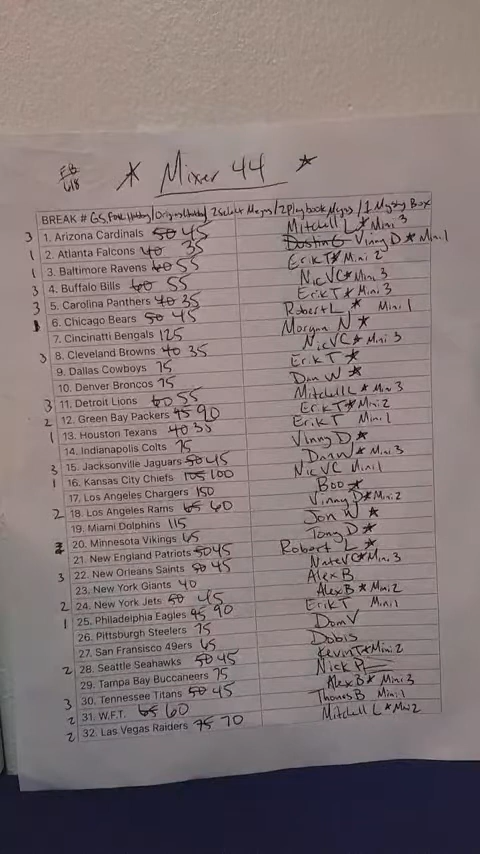 EB
618
★ Mixer 44 ★
BREAK # GS, Foil Hobby/Origins Hobby/2 Select Megas/2 Playbook Megas/1 Mystery Box
3 1. Arizona Cardinals 50 45 Mitchell L ★ Mini 3
1 2. Atlanta Falcons 40 35 Dustin G Vinny D ★ Mini 1
1 3. Baltimore Ravens 60 55 Erik T ★ Mini 2
3 4. Buffalo Bills 60 55 Nic VC ★ Mini 3
3 5. Carolina Panthers 40 35 Erik T ★ Mini 3
6. Chicago Bears 50 45 Robert L ★ Mini 1
7. Cincinatti Bengals 125 Morgan N ★
3 8. Cleveland Browns 40 35 Nic VC ★ Mini 3
9. Dallas Cowboys 75 Erik T ★
10. Denver Broncos 75 Dan W ★
3 11. Detroit Lions 60 55 Mitchell L ★ Mini 3
2 12. Green Bay Packers 95 90 Erik T ★ Mini 2
1 13. Houston Texans 40 35 Erik T Mini 1
14. Indianapolis Colts 75 Vinny D ★
3 15. Jacksonville Jaguars 50 45 Dan W ★ Mini 3
1 16. Kansas City Chiefs 105 100 Nic VC Mini 1
17. Los Angeles Chargers 150 Boo ★
2 18. Los Angeles Rams 65 60 Vinny D ★ Mini 2
19. Miami Dolphins 115 Jon W ★
2 20. Minnesota Vikings 65 Tony D ★
21. New England Patriots 50 45 Robert L ★
3 22. New Orleans Saints 50 45 Nate VC ★ Mini 3
23. New York Giants 40 Alex B
2 24. New York Jets 50 45 Alex B ★ Mini 2
1 25. Philadelphia Eagles 95 90 Erik T Mini 1
26. Pittsburgh Steelers 75 Dom V
27. San Francisco 49ers 65 Dobis
2 28. Seattle Seahawks 50 45 Kevin T ★ Mini 2
29. Tampa Bay Buccaneers 75 Nick P
3 30. Tennessee Titans 50 45 Alex B ★ Mini 3
2 31. W.F.T. 65 60 Thomas B Mini 1
2 32. Las Vegas Raiders 75 70 Mitchell L ★ Mini 2